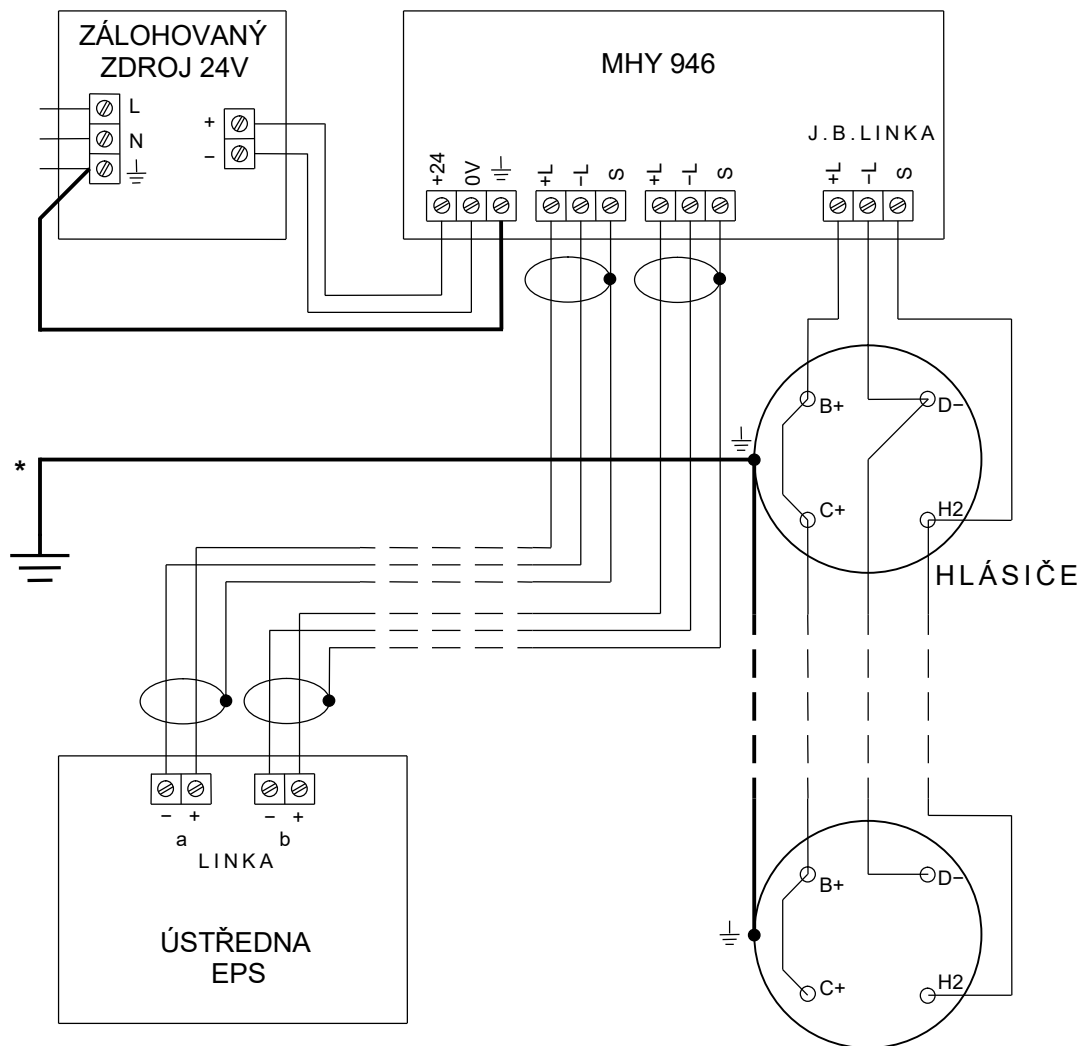 ZÁLOHOVANÝ
ZDROJ 24V
L
N
+
−
MHY 946
J.B.LINKA
+24
0V
+L
−L
S
+L
−L
S
+L
−L
S
B+
D−
C+
H2
*
HLÁSIČE
− +
a
− +
b
LINKA
ÚSTŘEDNA
EPS
B+
D−
C+
H2